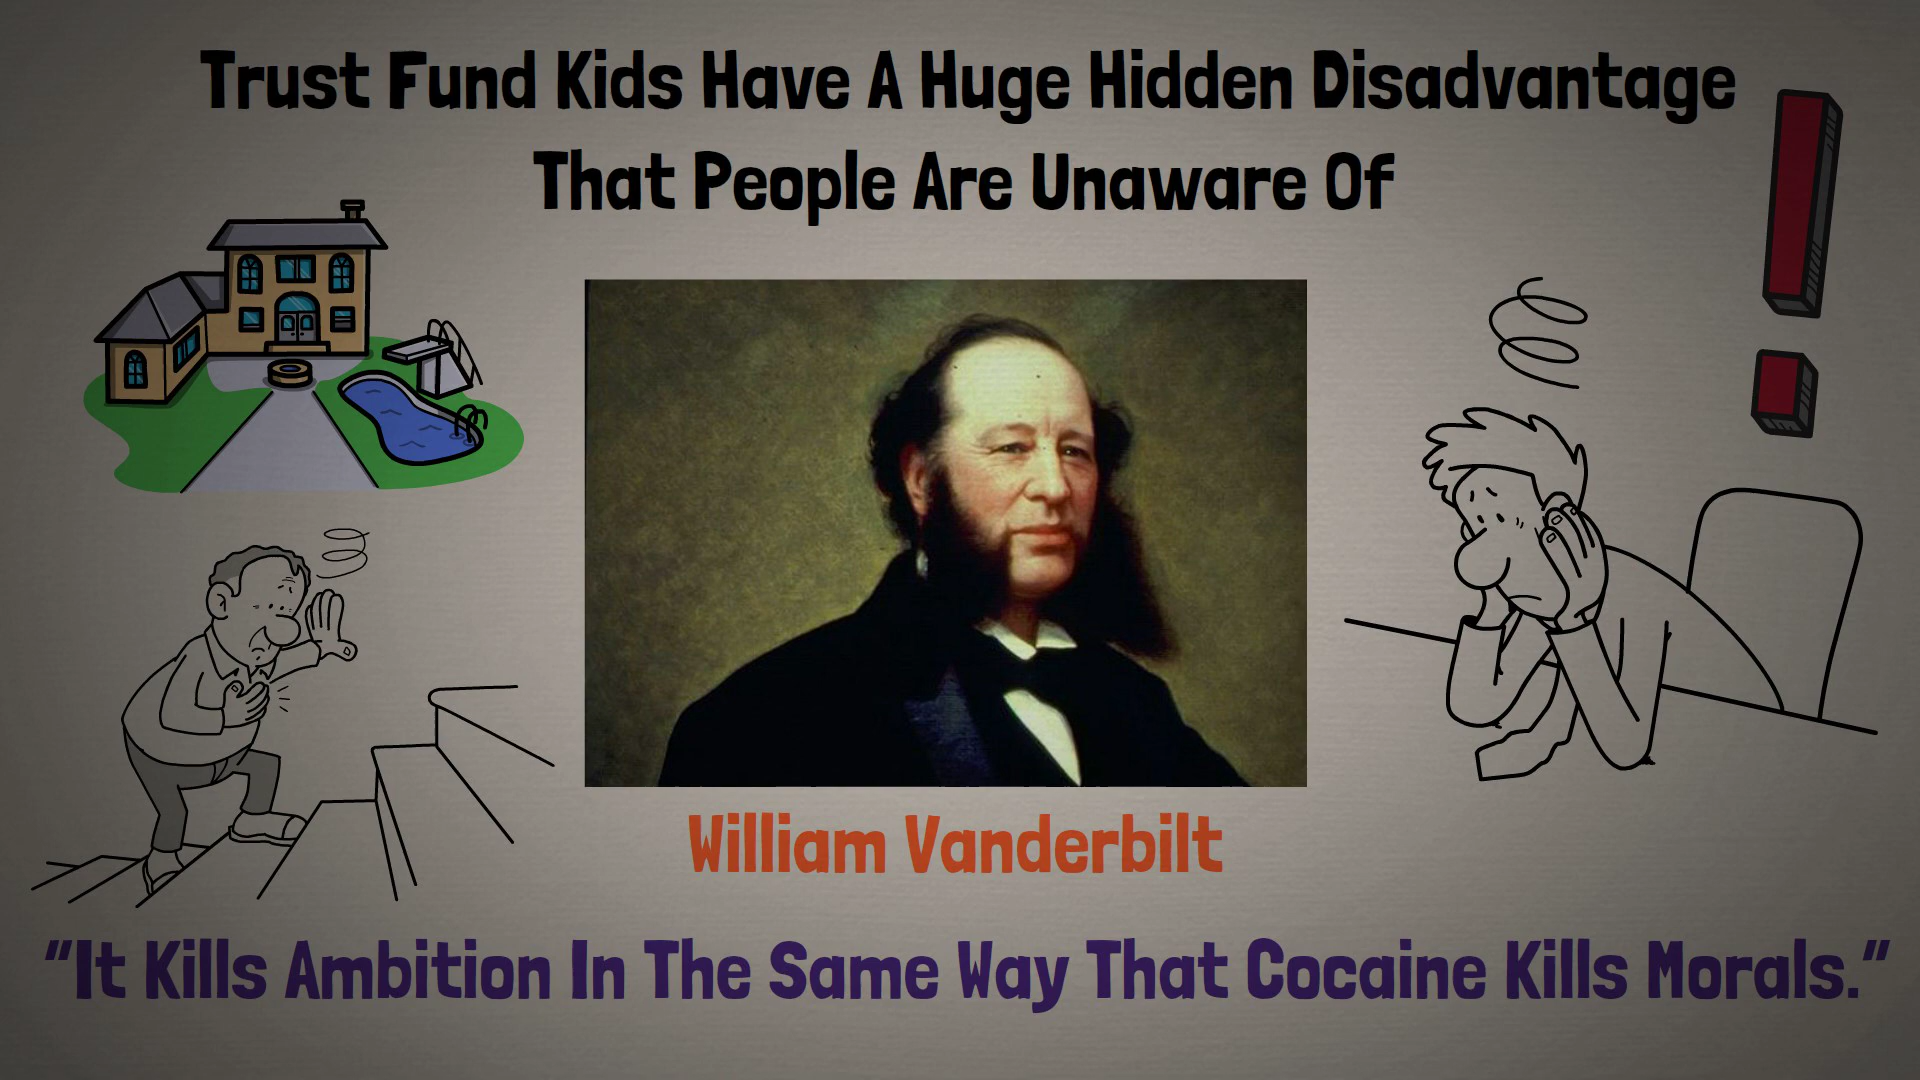 Trust Fund Kids Have A Huge Hidden Disadvantage
That People Are Unaware Of
William Vanderbilt
"It Kills Ambition In The Same Way That Cocaine Kills Morals."